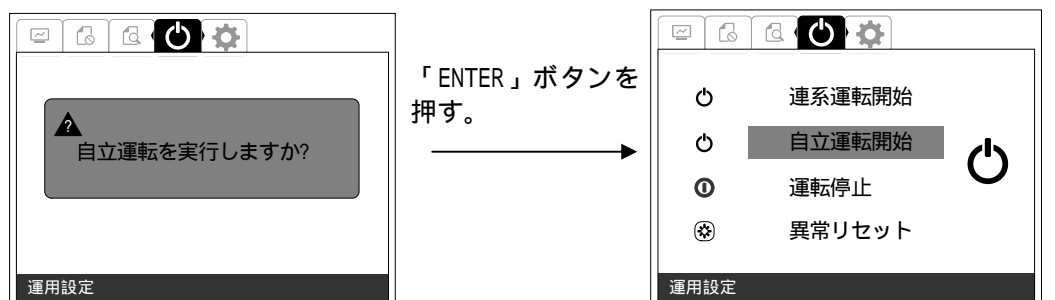 自立運転を実行しますか?
運用設定
「ENTER」ボタンを
押す。
連系運転開始
自立運転開始
運転停止
異常リセット
運用設定